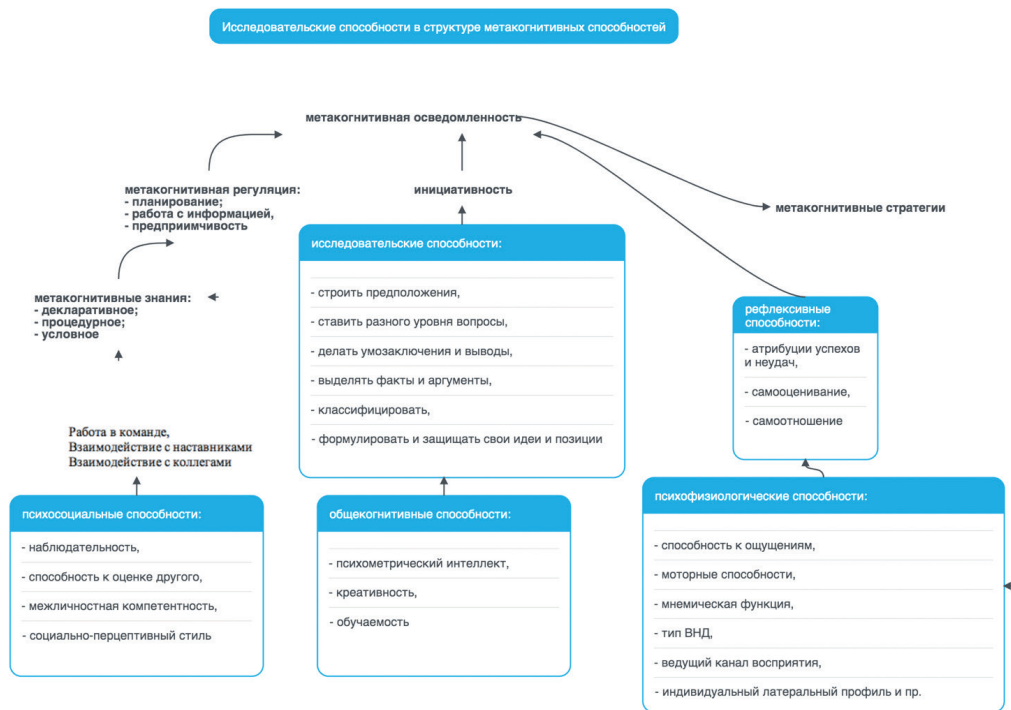 Исследовательские способности в структуре метакогнитивных способностей
метакогнитивная осведомленность
метакогнитивная регуляция:
- планирование;
- работа с информацией,
- предприимчивость
инициативность
метакогнитивные стратегии
исследовательские способности:
- строить предположения,
- ставить разного уровня вопросы,
- делать умозаключения и выводы,
- выделять факты и аргументы,
- классифицировать,
- формулировать и защищать свои идеи и позиции
метакогнитивные знания:
- декларативное;
- процедурное;
- условное
рефлексивные
способности:
- атрибуции успехов
и неудач,
- самооценивание,
- самоотношение
Работа в команде,
Взаимодействие с наставниками
Взаимодействие с коллегами
психосоциальные способности:
- наблюдательность,
- способность к оценке другого,
- межличностная компетентность,
- социально-перцептивный стиль
общекогнитивные способности:
- психометрический интеллект,
- креативность,
- обучаемость
психофизиологические способности:
- способность к ощущениям,
- моторные способности,
- мнемическая функция,
- тип ВНД,
- ведущий канал восприятия,
- индивидуальный латеральный профиль и пр.